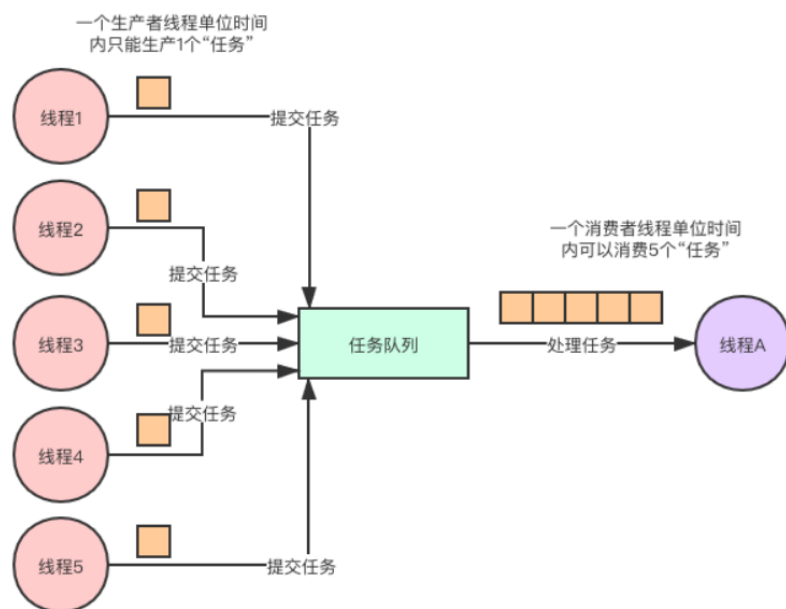 一个生产者线程单位时间
内只能生产1个“任务”
线程1
提交任务
线程2
提交任务
一个消费者线程单位时间
内可以消费5个“任务”
线程3
提交任务
任务队列
处理任务
线程A
提交任务
线程4
线程5
提交任务